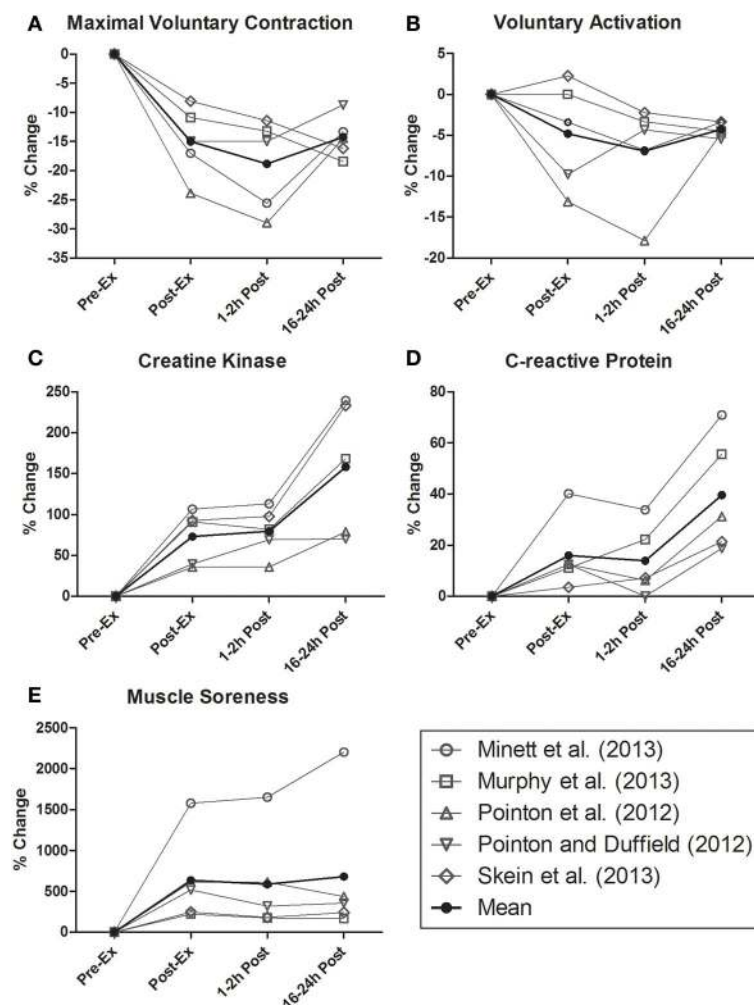 A Maximal Voluntary Contraction
% Change
0
-5
-10
-15
-20
-25
-30
-35
Pre-Ex
Post-Ex
1-2h Post
16-24h Post
B Voluntary Activation
% Change
5
0
-5
-10
-15
-20
Pre-Ex
Post-Ex
1-2h Post
16-24h Post
C Creatine Kinase
% Change
250
200
150
100
50
0
Pre-Ex
Post-Ex
1-2h Post
16-24h Post
D C-reactive Protein
% Change
80
60
40
20
0
Pre-Ex
Post-Ex
1-2h Post
16-24h Post
E Muscle Soreness
% Change
2500
2000
1500
1000
500
0
Pre-Ex
Post-Ex
1-2h Post
16-24h Post
Minett et al. (2013)
Murphy et al. (2013)
Pointon et al. (2012)
Pointon and Duffield (2012)
Skein et al. (2013)
Mean